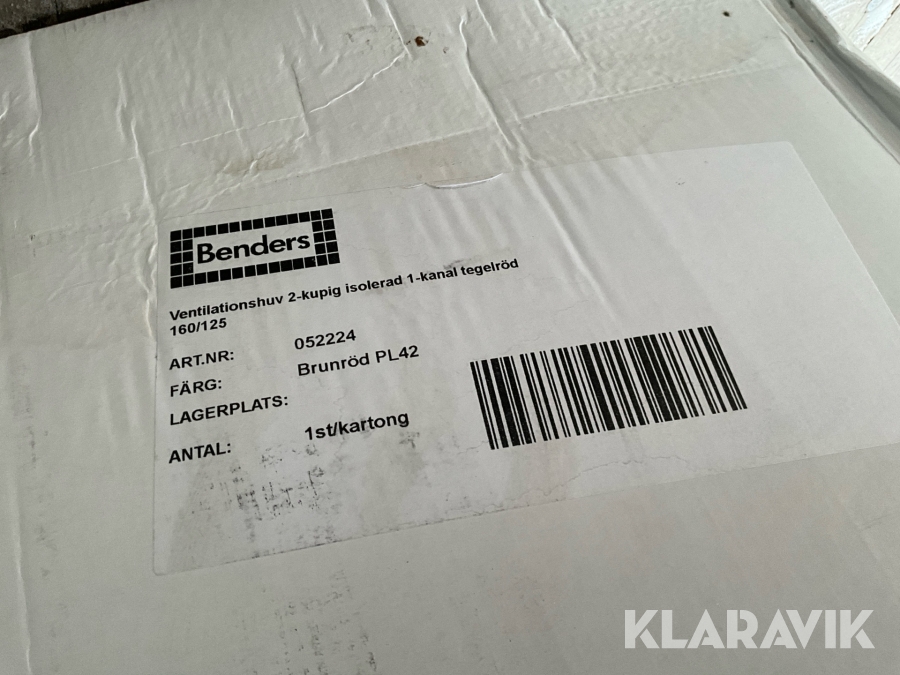 Benders
Ventilationshuv 2-kupig isolerad 1-kanal tegelröd
160/125
ART.NR: 052224
FÄRG: Brunröd PL42
LAGERPLATS:
ANTAL: 1st/kartong
KLARAVIK